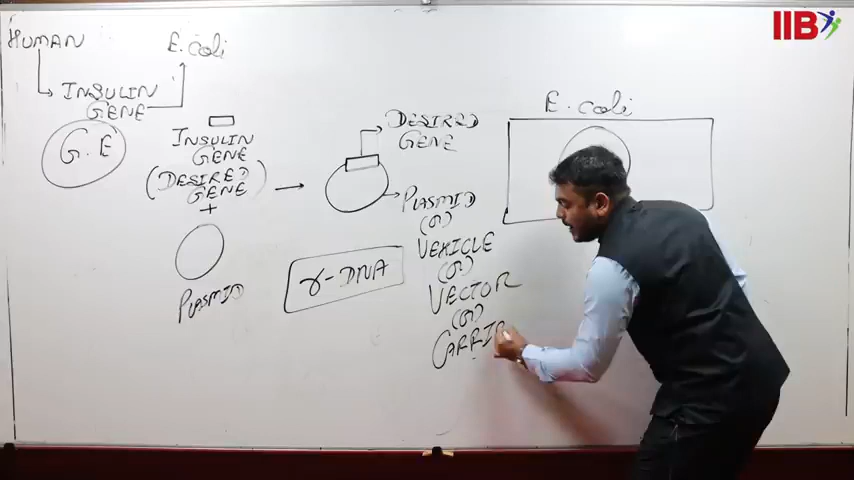 HUMAN
E. coli
INSULIN
GENE
G.E
INSULIN
GENE
(DESIRED
GENE)
+
PLASMID
DESIRED
GENE
PLASMID
(or)
VEHICLE
(or)
VECTOR
(or)
r-DNA
E. coli
IIB